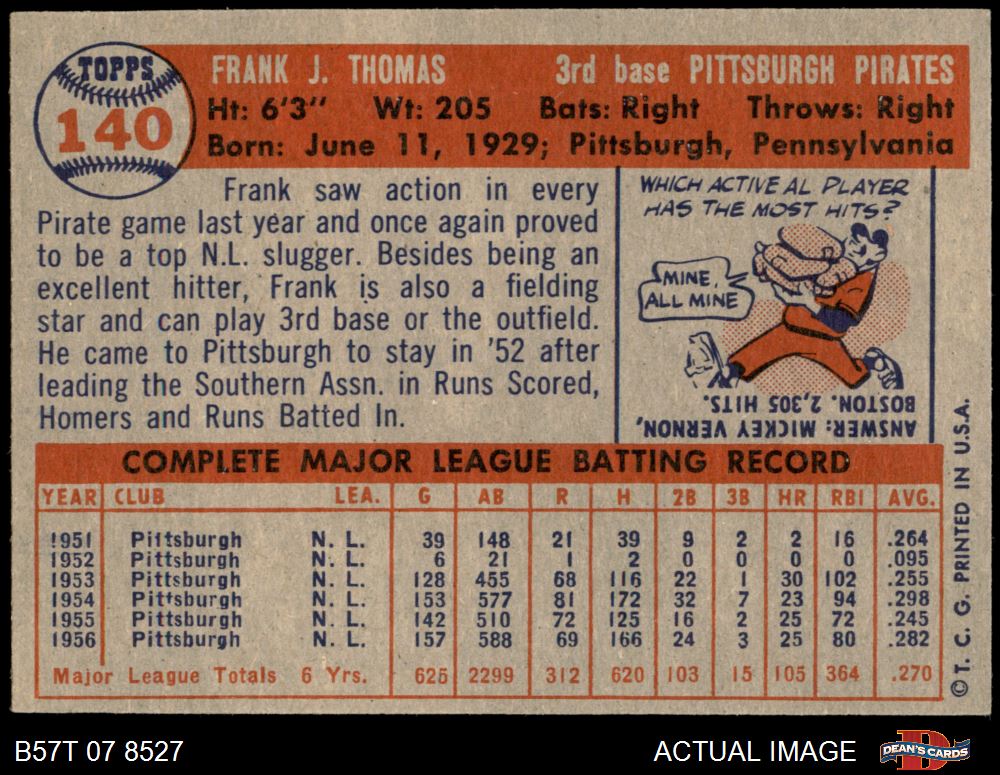 TOPPS
140
FRANK J. THOMAS 3rd base PITTSBURGH PIRATES
Ht: 6'3" Wt: 205 Bats: Right Throws: Right
Born: June 11, 1929; Pittsburgh, Pennsylvania
Frank saw action in every
Pirate game last year and once again proved
to be a top N.L. slugger. Besides being an
excellent hitter, Frank is also a fielding
star and can play 3rd base or the outfield.
He came to Pittsburgh to stay in '52 after
leading the Southern Assn. in Runs Scored,
Homers and Runs Batted In.
WHICH ACTIVE AL PLAYER
HAS THE MOST HITS?
MINE,
ALL MINE
ANSWER: MICKEY VERNON,
BOSTON. 2,305 HITS.
COMPLETE MAJOR LEAGUE BATTING RECORD
YEAR CLUB LEA. G AB R H 2B 3B HR RBI AVG.
1951 Pittsburgh N. L. 39 148 21 39 9 2 2 16 .264
1952 Pittsburgh N. L. 6 21 1 2 0 0 0 0 .095
1953 Pittsburgh N. L. 128 455 68 116 22 1 30 102 .255
1954 Pittsburgh N. L. 153 577 81 172 32 7 23 94 .298
1955 Pittsburgh N. L. 142 510 72 125 16 2 25 72 .245
1956 Pittsburgh N. L. 157 588 69 166 24 3 25 80 .282
Major League Totals 6 Yrs. 625 2299 312 620 103 15 105 364 .270
© T. C. G. PRINTED IN U.S.A.
B57T 07 8527 ACTUAL IMAGE
DEAN'S CARDS